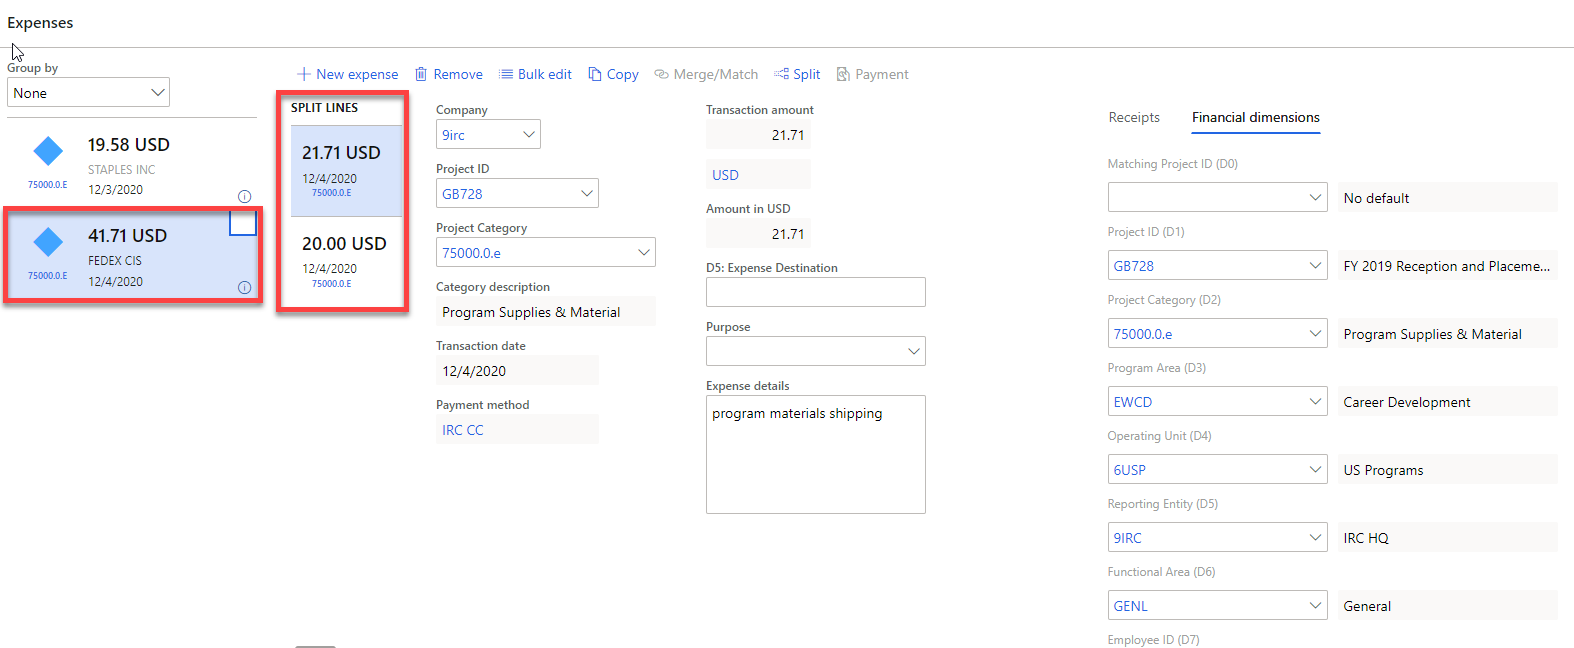 Expenses
Group by
None
19.58 USD
STAPLES INC
75000.0.E
12/3/2020
41.71 USD
FEDEX CIS
75000.0.E
12/4/2020
New expense Remove Bulk edit Copy Merge/Match Split Payment
SPLIT LINES
21.71 USD
12/4/2020
75000.0.E
20.00 USD
12/4/2020
75000.0.E
Company
9irc
Project ID
GB728
Project Category
75000.0.e
Category description
Program Supplies & Material
Transaction date
12/4/2020
Payment method
IRC CC
Transaction amount
21.71
USD
Amount in USD
21.71
D5: Expense Destination
Purpose
Expense details
program materials shipping
Receipts Financial dimensions
Matching Project ID (D0)
No default
Project ID (D1)
GB728 FY 2019 Reception and Placeme...
Project Category (D2)
75000.0.e Program Supplies & Material
Program Area (D3)
EWCD Career Development
Operating Unit (D4)
6USP US Programs
Reporting Entity (D5)
9IRC IRC HQ
Functional Area (D6)
GENL General
Employee ID (D7)